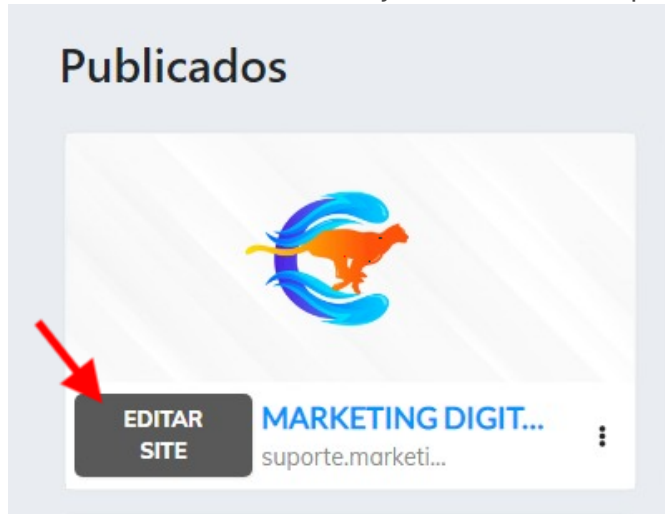 Publicados
EDITAR
SITE
MARKETING DIGIT...
suporte.marketi...